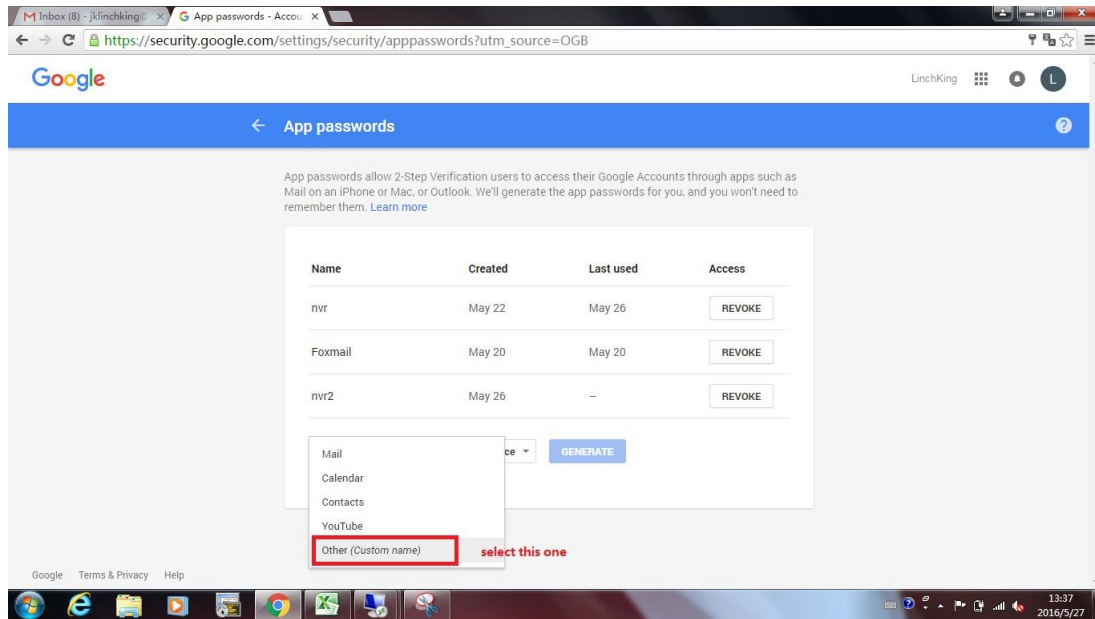 Inbox (8) - jklinchking
App passwords - Accou
https://security.google.com/settings/security/apppasswords?utm_source=OGB
Google
LinchKing
L
App passwords
?
App passwords allow 2-Step Verification users to access their Google Accounts through apps such as
Mail on an iPhone or Mac, or Outlook. We'll generate the app passwords for you, and you won't need to
remember them. Learn more
Name Created Last used Access
nvr May 22 May 26 REVOKE
Foxmail May 20 May 20 REVOKE
nvr2 May 26 – REVOKE
Mail
ce GENERATE
Calendar
Contacts
YouTube
Other (Custom name) select this one
Google Terms & Privacy Help
13:37
2016/5/27